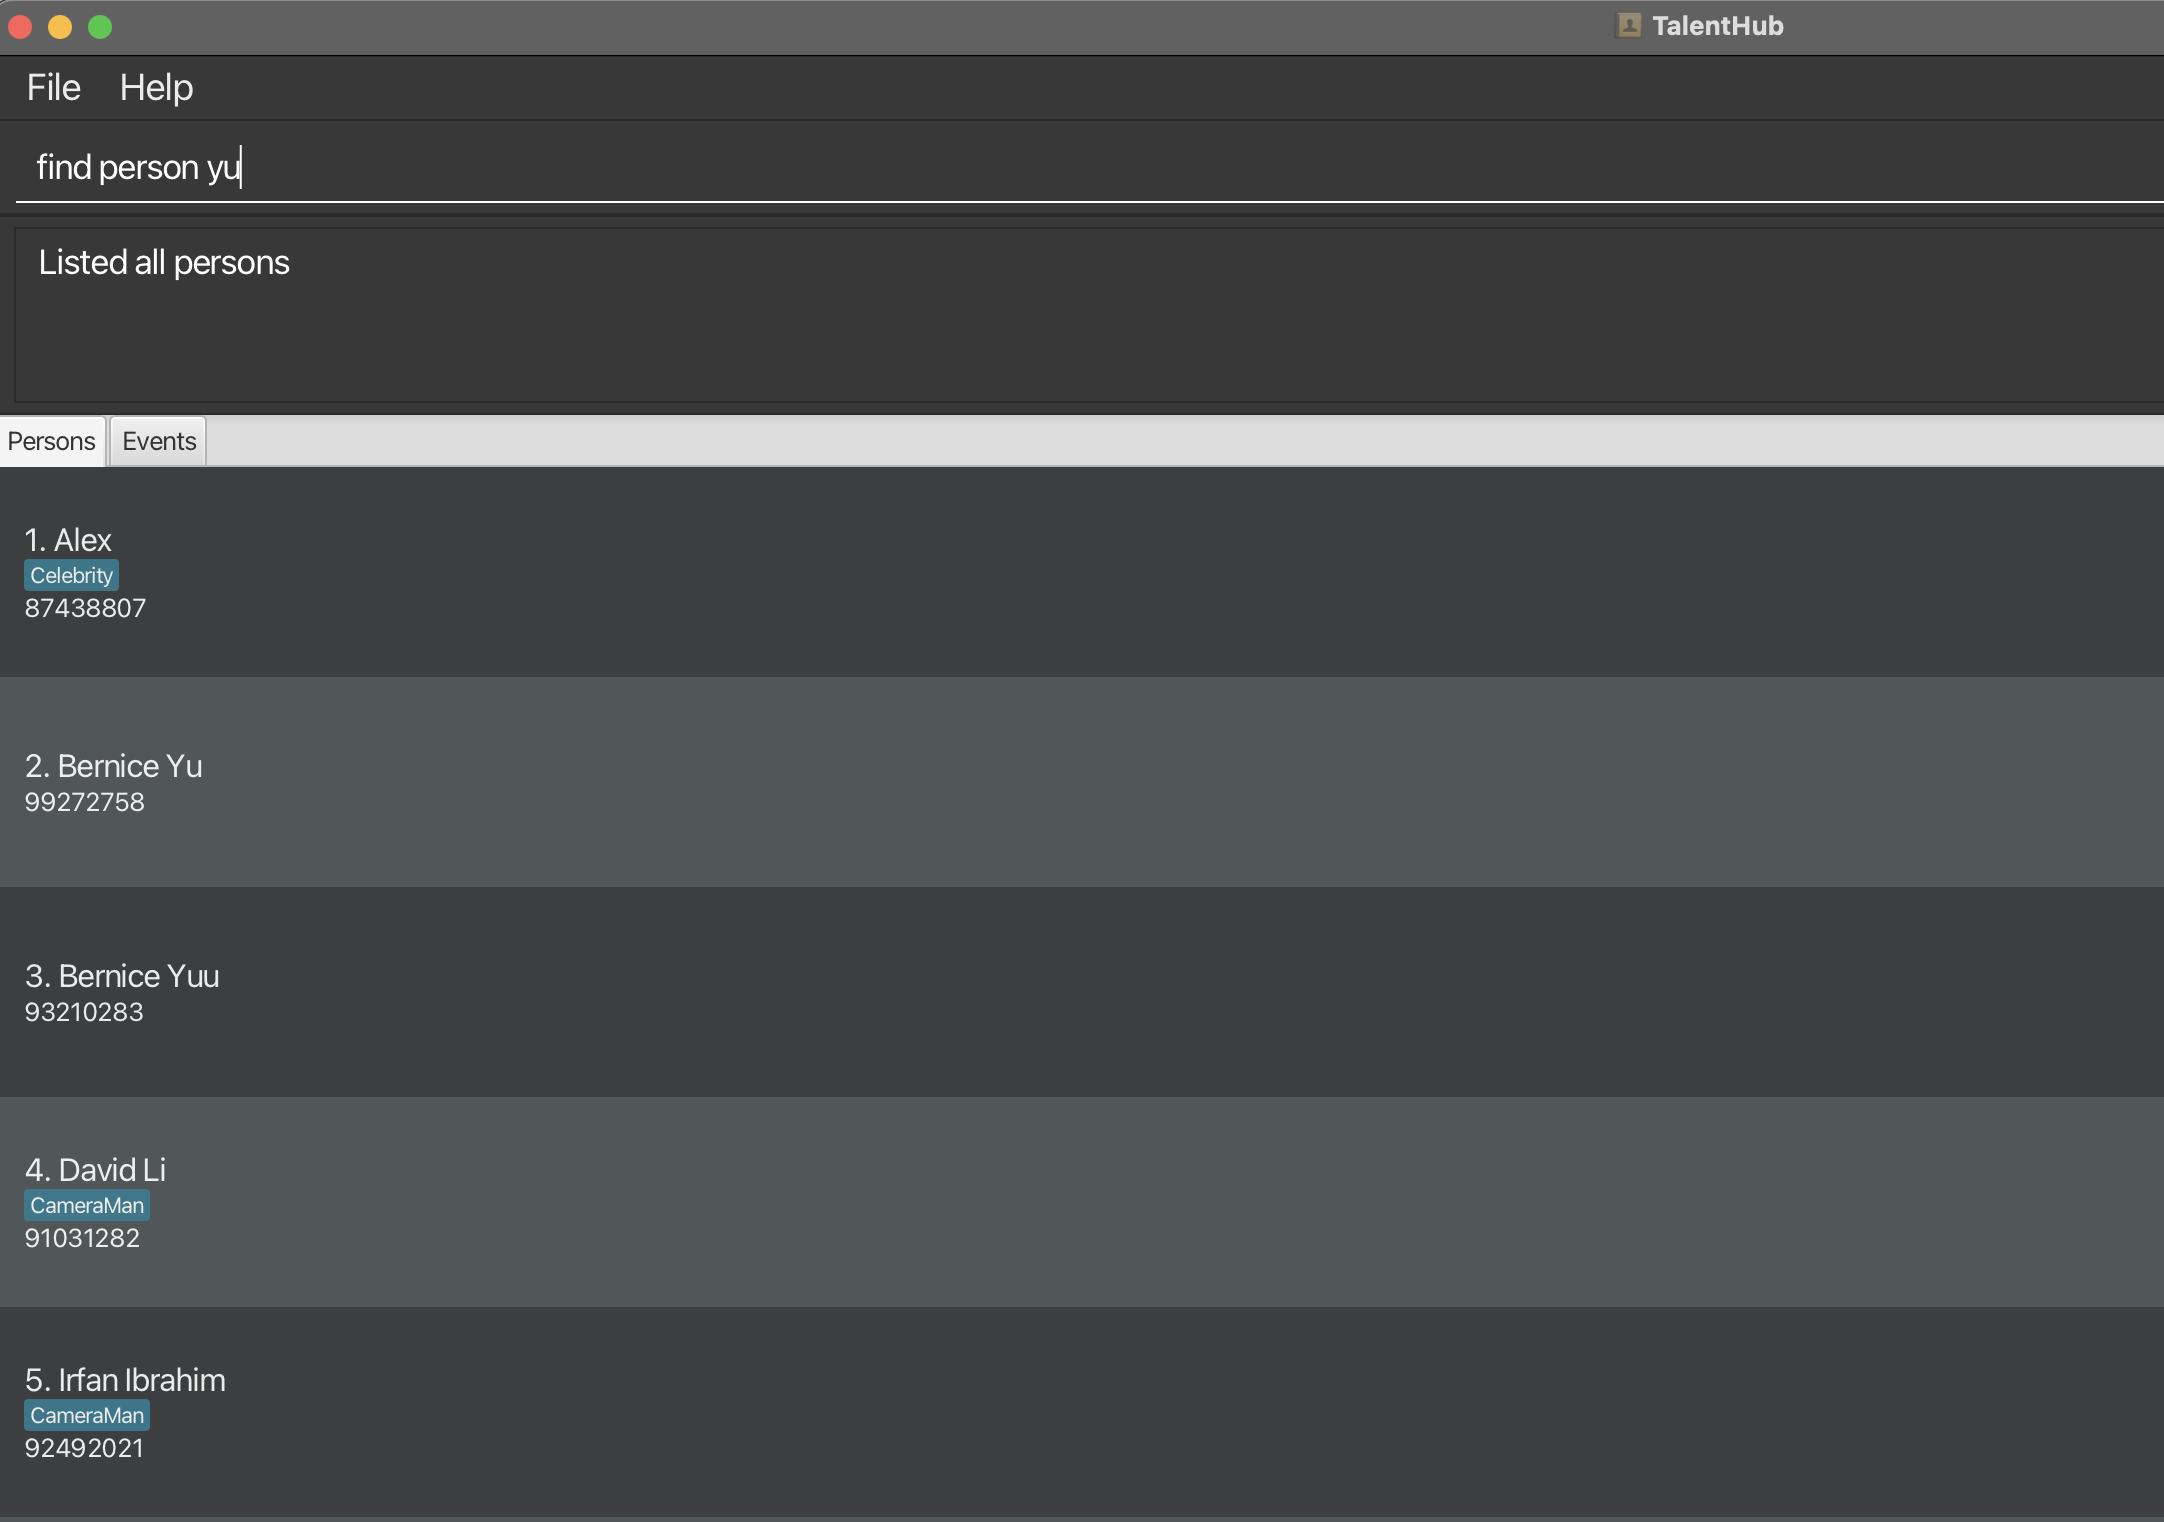 TalentHub
File Help
find person yu
Listed all persons
Persons Events
1. Alex
Celebrity
87438807
2. Bernice Yu
99272758
3. Bernice Yuu
93210283
4. David Li
CameraMan
91031282
5. Irfan Ibrahim
CameraMan
92492021